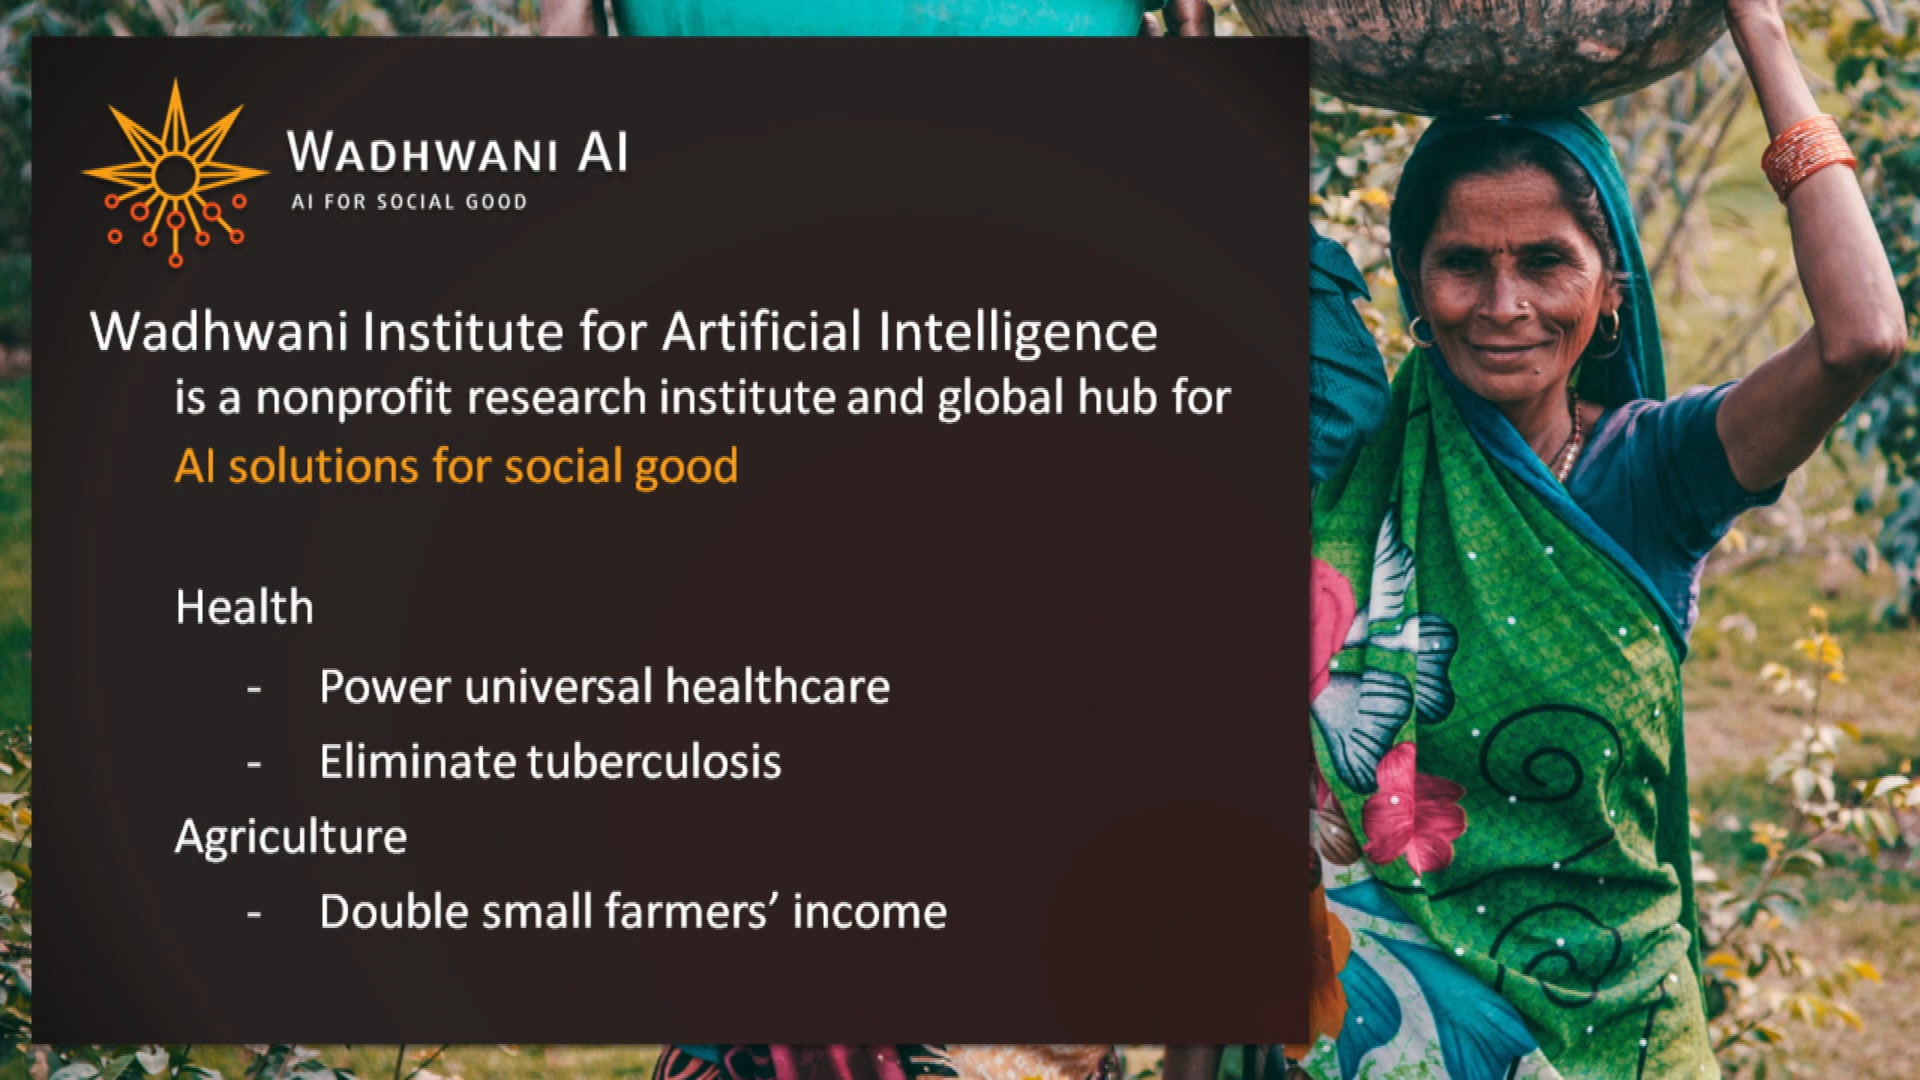 WADHWANI AI
AI FOR SOCIAL GOOD
Wadhwani Institute for Artificial Intelligence
is a nonprofit research institute and global hub for
AI solutions for social good
Health
- Power universal healthcare
- Eliminate tuberculosis
Agriculture
- Double small farmers’ income